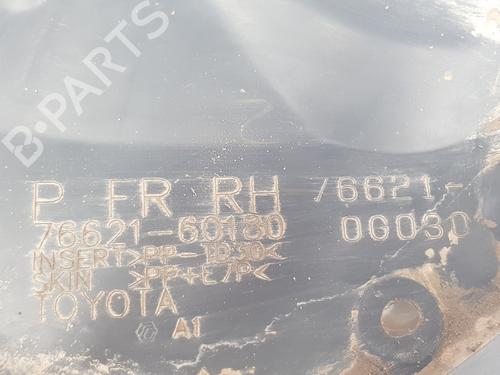 B-PARTS
P FR RH 76621-
76621-60180 0G030
INSERT >PP-TD30<
SKIN >PP+E/P<
TOYOTA
A1